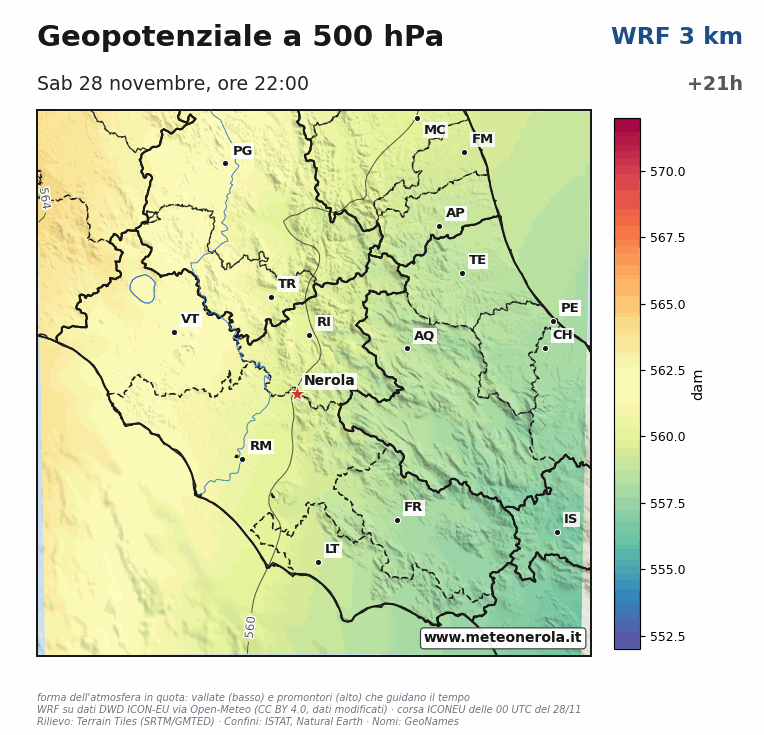 Geopotenziale a 500 hPa
WRF 3 km
Sab 28 novembre, ore 22:00
+21h
MC
FM
PG
564
AP
TE
TR
PE
VT
RI
AQ
CH
Nerola
RM
FR
IS
LT
560
www.meteonerola.it
570.0
567.5
565.0
562.5
560.0
557.5
555.0
552.5
dam
forma dell'atmosfera in quota: vallate (basso) e promontori (alto) che guidano il tempo
WRF su dati DWD ICON-EU via Open-Meteo (CC BY 4.0, dati modificati) · corsa ICONEU delle 00 UTC del 28/11
Rilievo: Terrain Tiles (SRTM/GMTED) · Confini: ISTAT, Natural Earth · Nomi: GeoNames